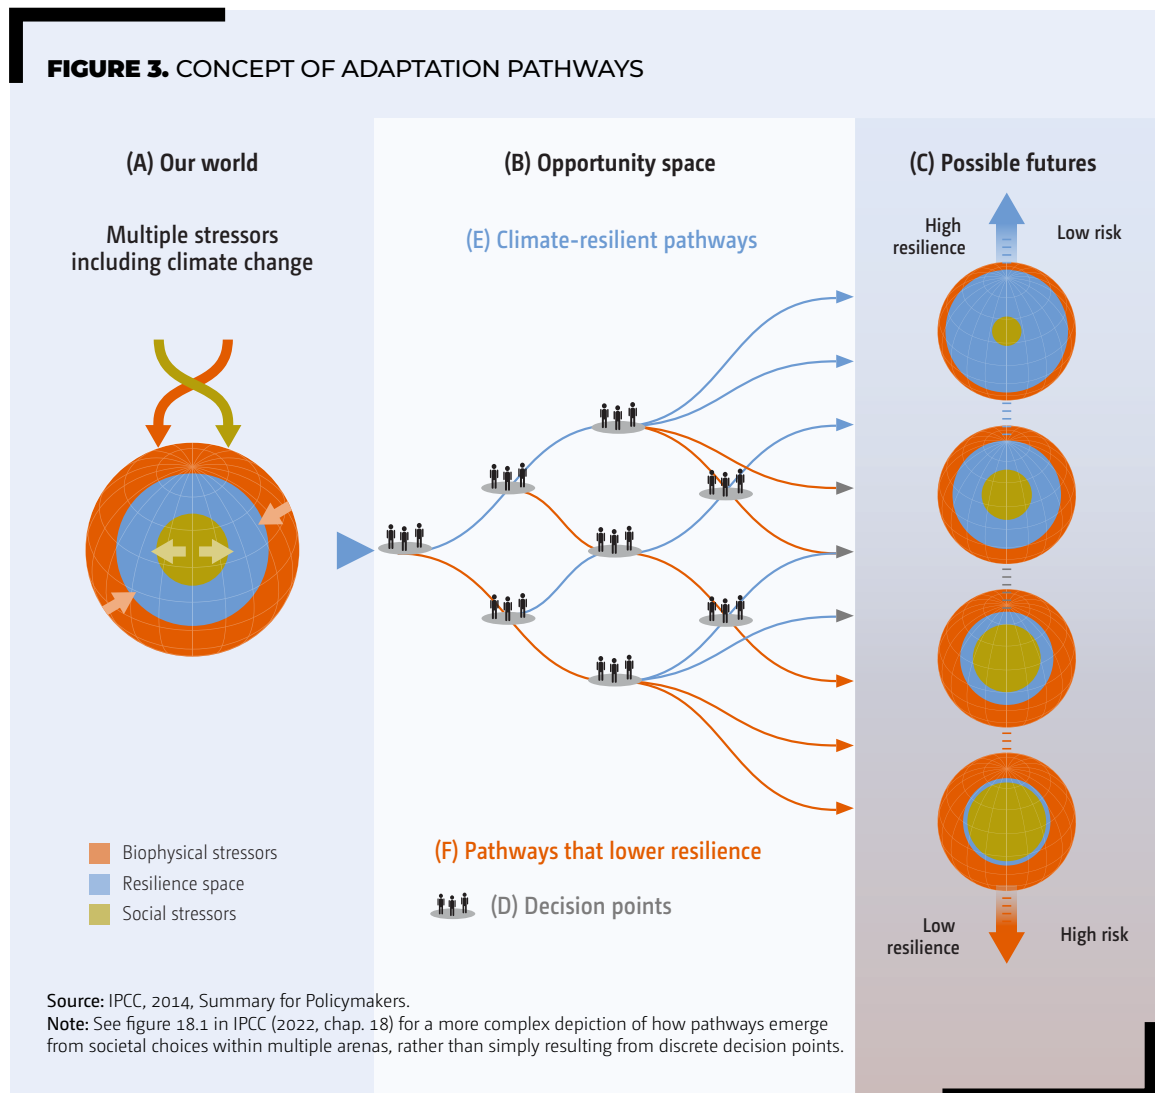 FIGURE 3. CONCEPT OF ADAPTATION PATHWAYS
(A) Our world
Multiple stressors
including climate change
Biophysical stressors
Resilience space
Social stressors
(B) Opportunity space
(E) Climate-resilient pathways
(F) Pathways that lower resilience
(D) Decision points
(C) Possible futures
High
resilience
Low risk
Low
resilience
High risk
Source: IPCC, 2014, Summary for Policymakers.
Note: See figure 18.1 in IPCC (2022, chap. 18) for a more complex depiction of how pathways emerge
from societal choices within multiple arenas, rather than simply resulting from discrete decision points.